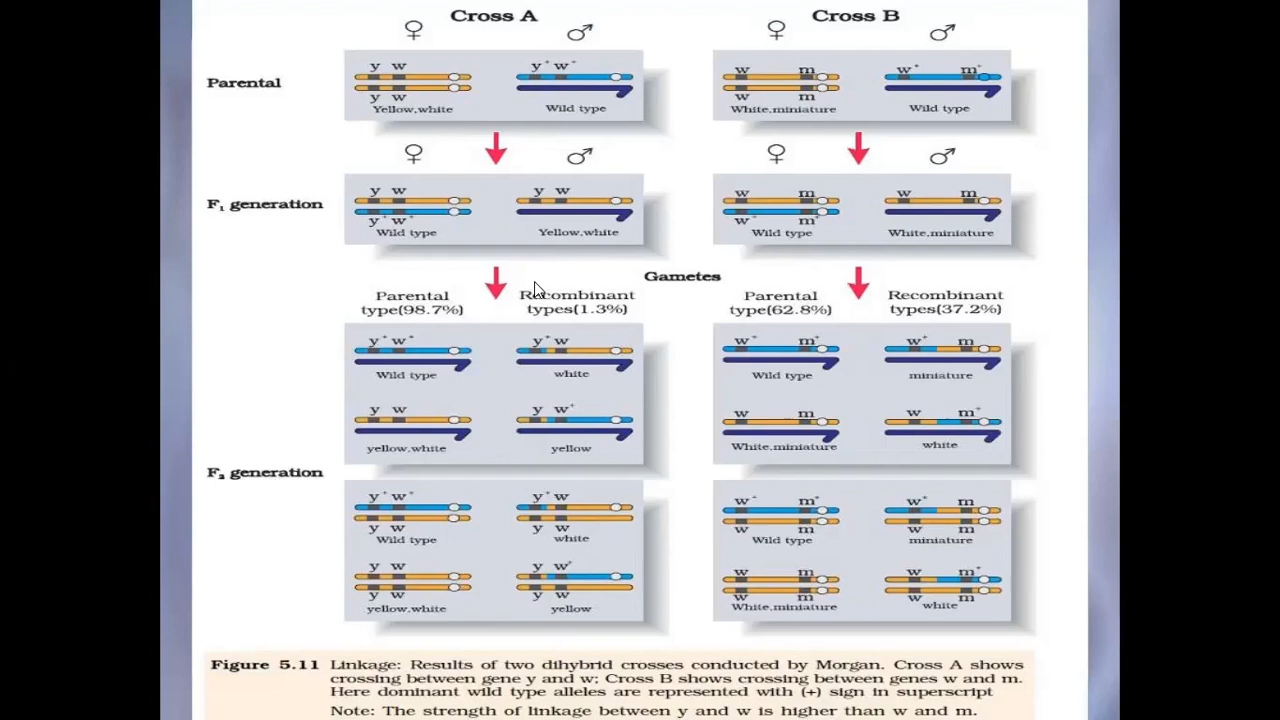 Cross A Cross B
♀ ♂ ♀ ♂
Parental
y w y⁺ w⁺ w m w⁺ m⁺
y w w m
Yellow,white Wild type White,miniature Wild type
♀ ♂ ♀ ♂
F₁ generation
y w y w w m w m
y⁺ w⁺ w⁺ m⁺
Wild type Yellow,white Wild type White,miniature
Gametes
Parental Recombinant Parental Recombinant
type(98.7%) types(1.3%) type(62.8%) types(37.2%)
y⁺ w⁺ y⁺ w w⁺ m⁺ w⁺ m
Wild type white Wild type miniature
y w y w⁺ w m w m⁺
yellow,white yellow White,miniature white
F₂ generation
y⁺ w⁺ y⁺ w w⁺ m⁺ w⁺ m
y w y w w m w m
Wild type white Wild type miniature
y w y w⁺ w m w m⁺
y w y w w m w m
yellow,white yellow White,miniature white
Figure 5.11 Linkage: Results of two dihybrid crosses conducted by Morgan. Cross A shows
crossing between gene y and w; Cross B shows crossing between genes w and m.
Here dominant wild type alleles are represented with (+) sign in superscript
Note: The strength of linkage between y and w is higher than w and m.